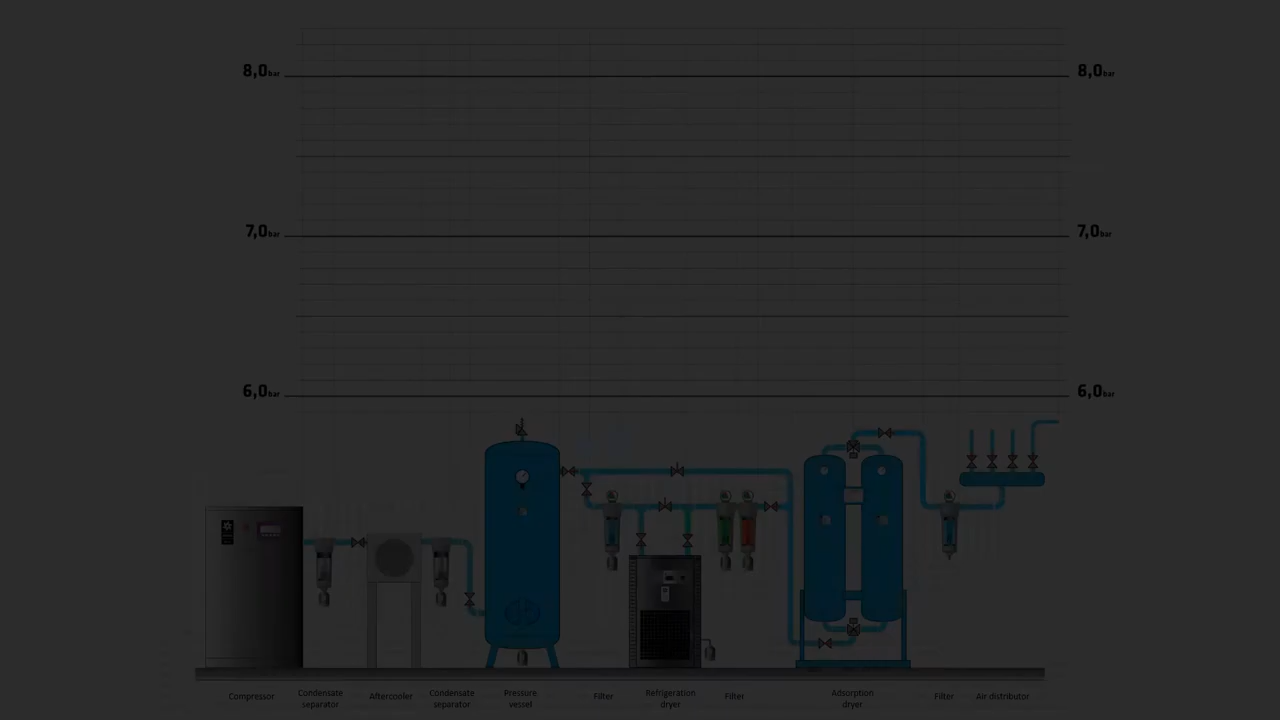 8,0bar 8,0bar
7,0bar 7,0bar
6,0bar 6,0bar
Compressor Condensate separator Aftercooler Condensate separator Pressure vessel Filter Refrigeration dryer Filter Adsorption dryer Filter Air distributor